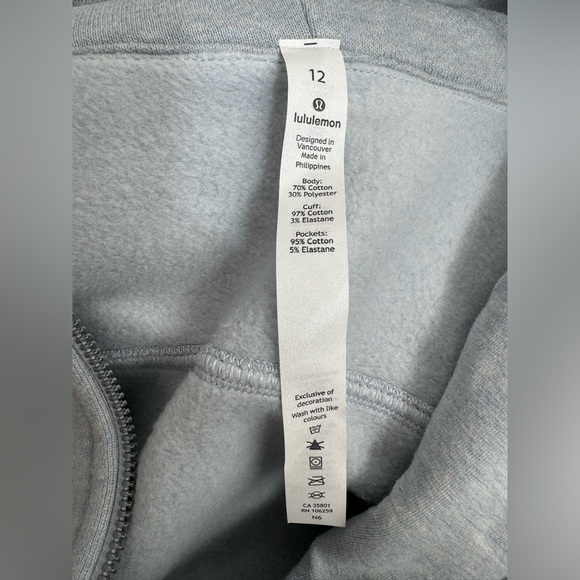 12
lululemon
Designed in
Vancouver
Made in
Philippines
Body:
70% Cotton
30% Polyester
Cuff:
97% Cotton
3% Elastane
Pockets:
95% Cotton
5% Elastane
Exclusive of
decoration
Wash with like
colours
CA 35801
RN 106259
N6